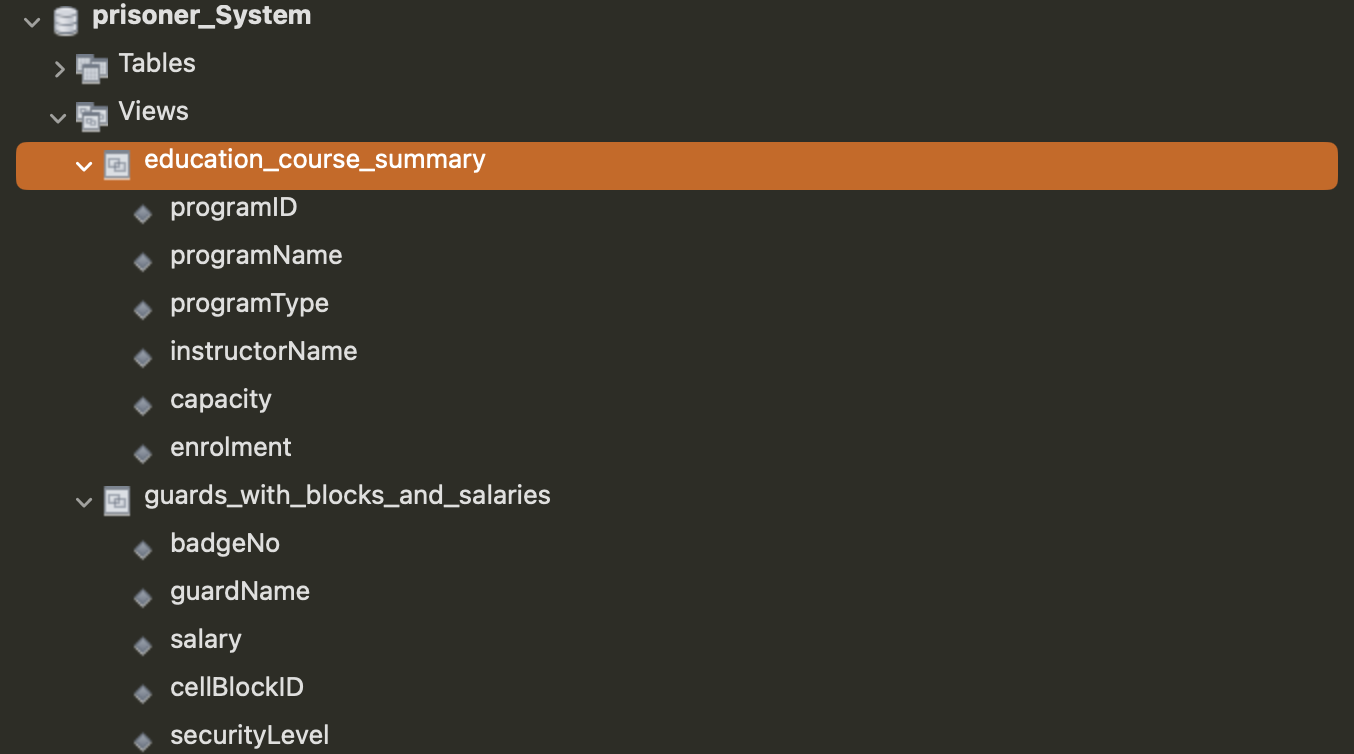 prisoner_System
Tables
Views
education_course_summary
programID
programName
programType
instructorName
capacity
enrolment
guards_with_blocks_and_salaries
badgeNo
guardName
salary
cellBlockID
securityLevel